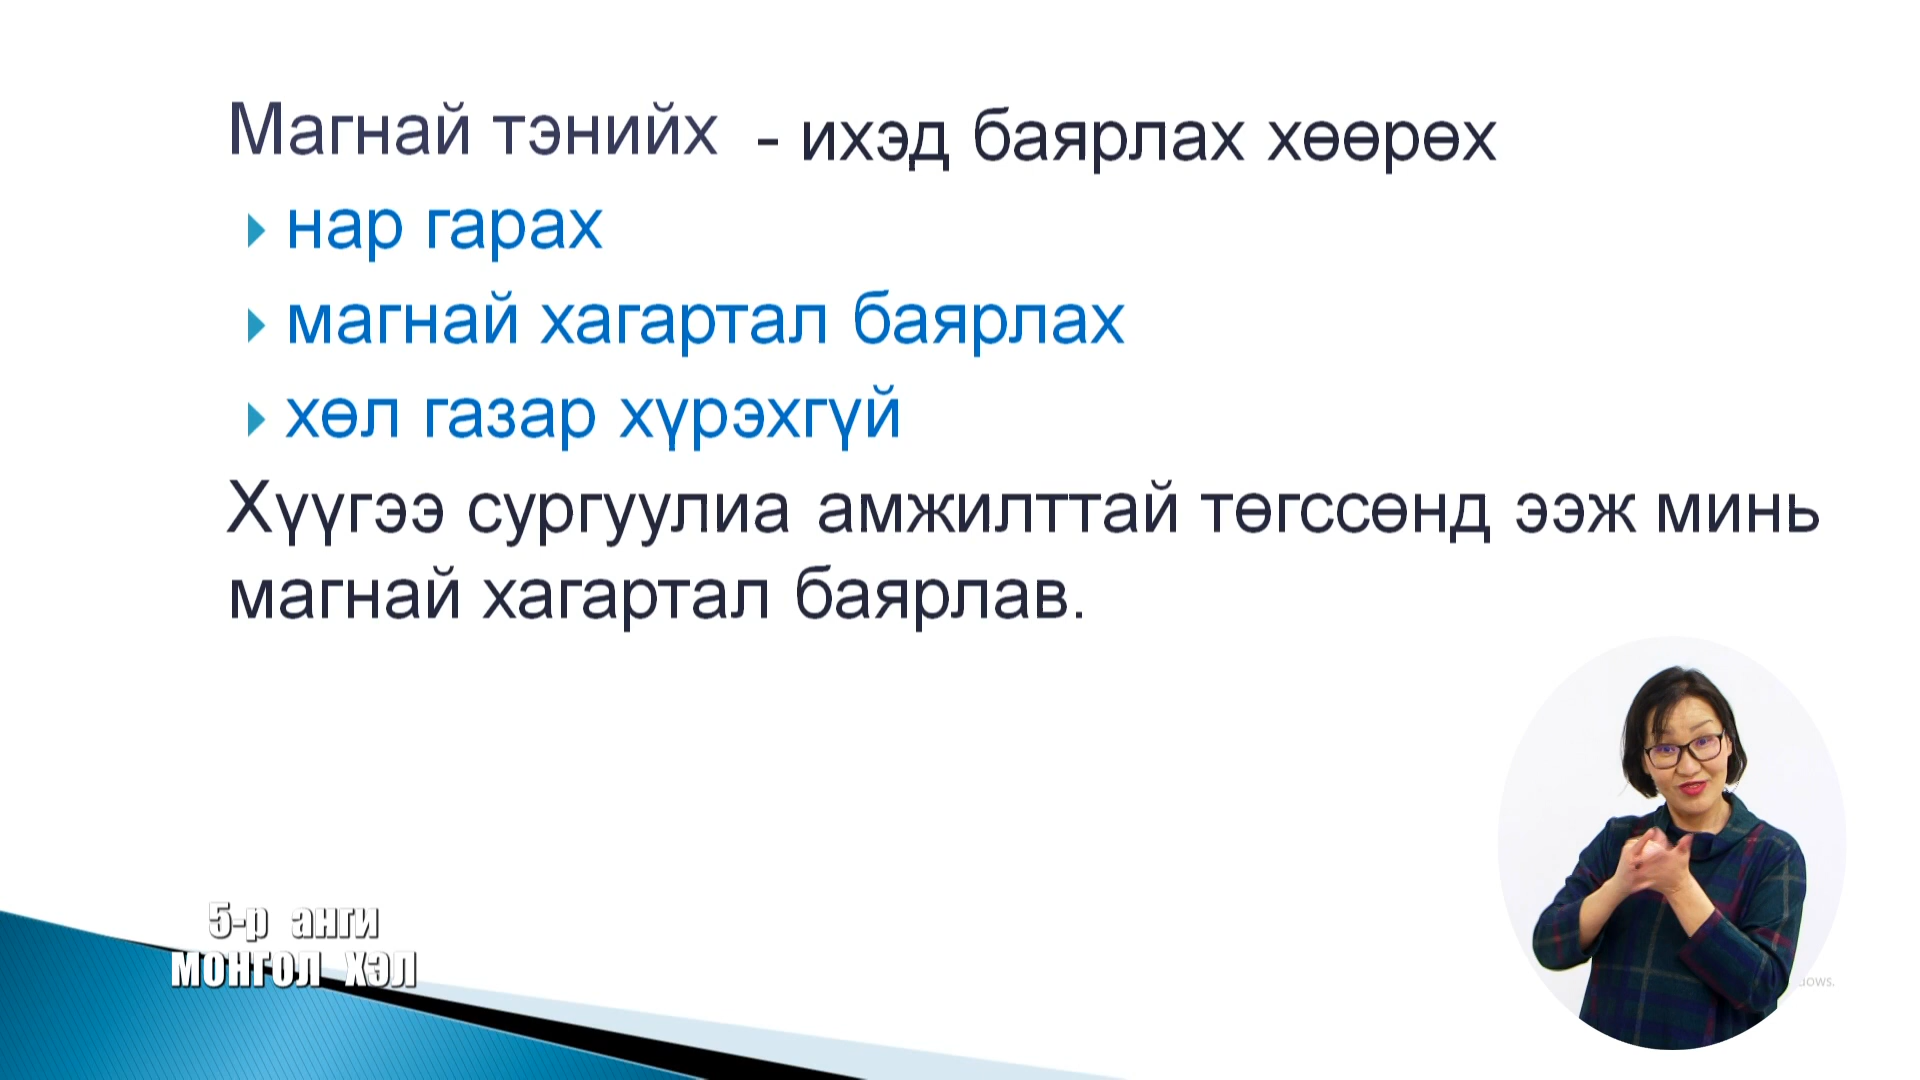 Магнай тэнийх - ихэд баярлах хөөрөх
нар гарах
магнай хагартал баярлах
хөл газар хүрэхгүй
Хүүгээ сургуулиа амжилттай төгссөнд ээж минь
магнай хагартал баярлав.
5-р анги
МОНГОЛ ХЭЛ